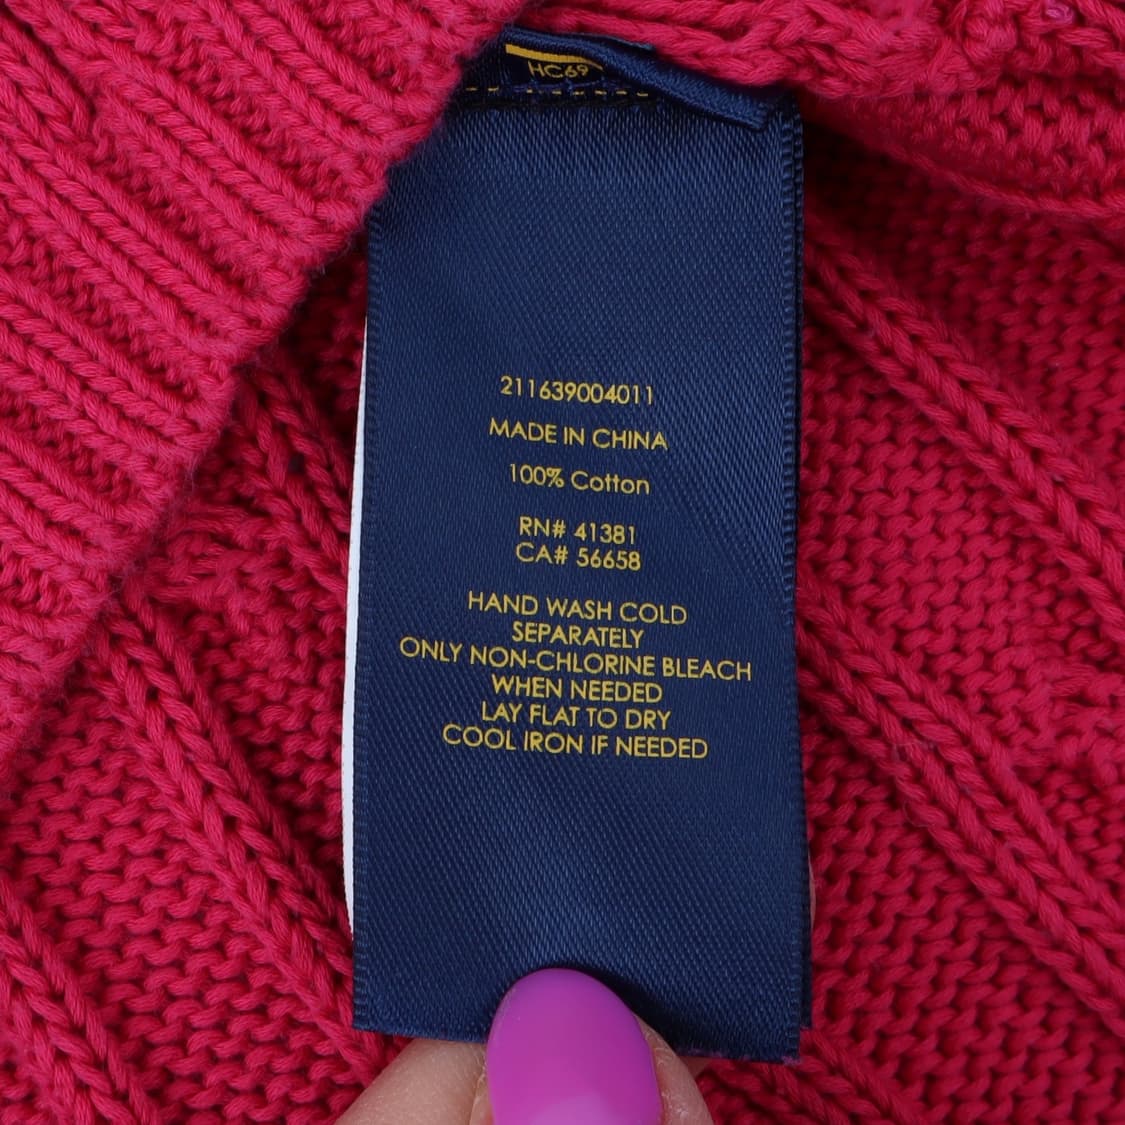 HC69
211639004011
MADE IN CHINA
100% Cotton
RN# 41381
CA# 56658
HAND WASH COLD
SEPARATELY
ONLY NON-CHLORINE BLEACH
WHEN NEEDED
LAY FLAT TO DRY
COOL IRON IF NEEDED